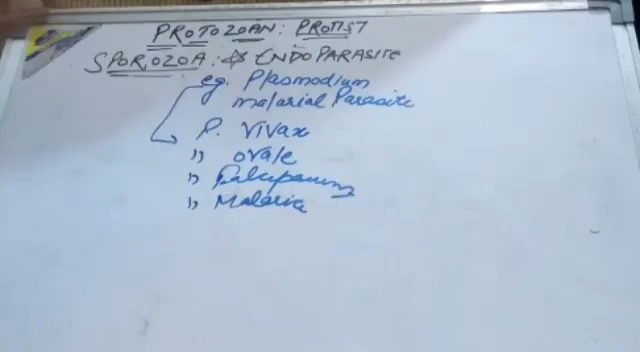 PROTOZOAN: PROTIST
SPOROZOA: ENDOPARASITE
eg. Plasmodium
malarial Parasite
P. Vivax
" ovale
" Falciparum
" Malaria